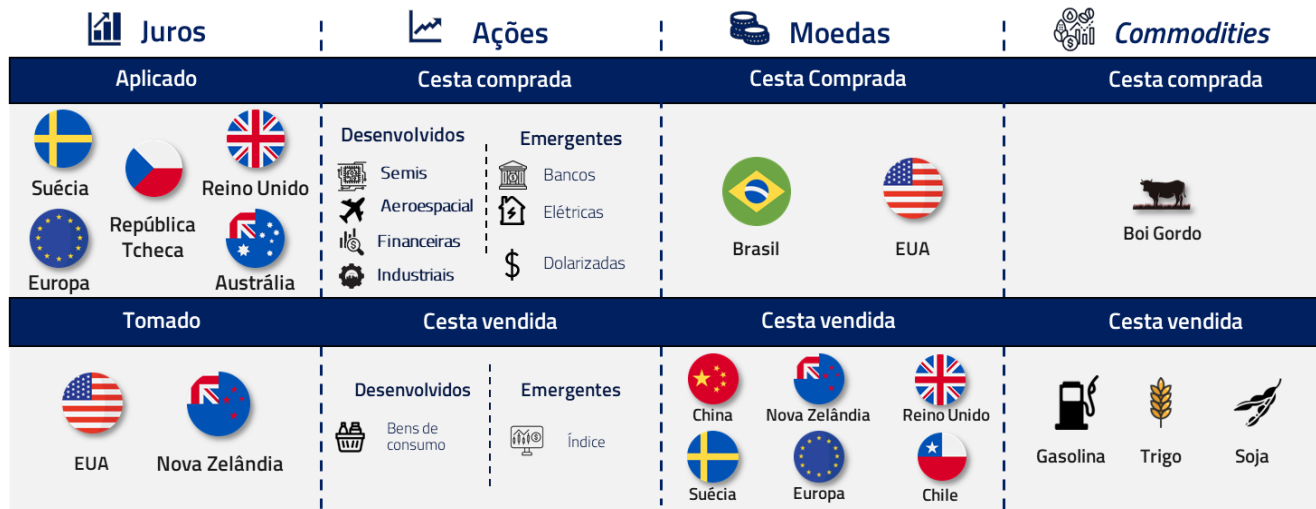 Juros
Ações
Moedas
Commodities
Aplicado
Cesta comprada
Cesta Comprada
Cesta comprada
Suécia
República
Tcheca
Reino Unido
Europa
Austrália
Desenvolvidos
Semis
Aeroespacial
Financeiras
Industriais
Emergentes
Bancos
Elétricas
Dolarizadas
Brasil
EUA
Boi Gordo
Tomado
Cesta vendida
Cesta vendida
Cesta vendida
EUA
Nova Zelândia
Desenvolvidos
Bens de
consumo
Emergentes
Índice
China
Nova Zelândia
Reino Unido
Suécia
Europa
Chile
Gasolina
Trigo
Soja